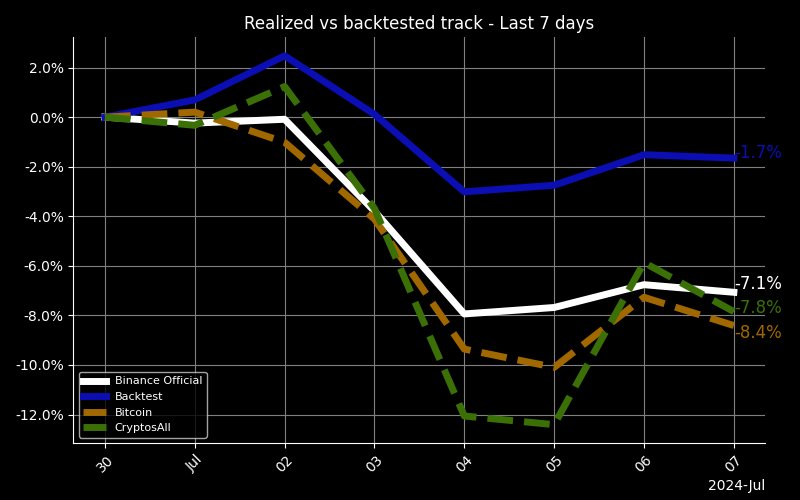 Realized vs backtested track - Last 7 days
2.0%
0.0%
-2.0%
-4.0%
-6.0%
-8.0%
-10.0%
-12.0%
-1.7%
-7.1%
-7.8%
-8.4%
Binance Official
Backtest
Bitcoin
CryptosAll
30
Jul
02
03
04
05
06
07
2024-Jul